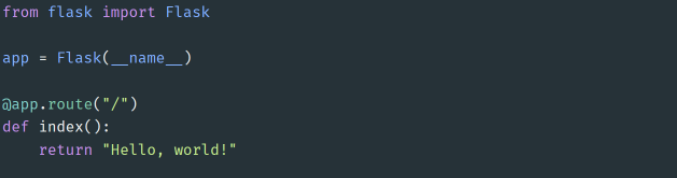 from flask import Flask

app = Flask(__name__)

@app.route("/")
def index():
    return "Hello, world!"